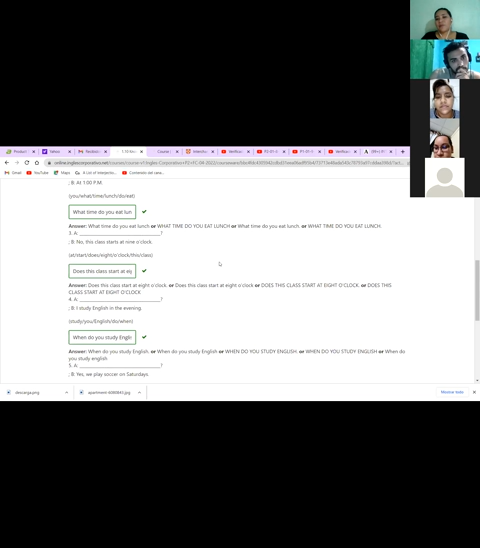 Yahoo
online.inglescorporativo.net
Gmail
YouTube
Maps
; B: At 1:00 P.M.
(you/what/time/lunch/do/eat)
What time do you eat lun
Answer: What time do you eat lunch or WHAT TIME DO YOU EAT LUNCH or What time do you eat lunch. or WHAT TIME DO YOU EAT LUNCH.
3. A: ?
; B: No, this class starts at nine o'clock.
(at/start/does/eight/o'clock/this/class)
Does this class start at eig
Answer: Does this class start at eight o'clock. or Does this class start at eight o'clock or DOES THIS CLASS START AT EIGHT O'CLOCK. or DOES THIS
CLASS START AT EIGHT O'CLOCK
4. A: ?
; B: I study English in the evening.
(study/you/English/do/when)
When do you study Engli
Answer: When do you study English. or When do you study English or WHEN DO YOU STUDY ENGLISH. or WHEN DO YOU STUDY ENGLISH or When do
you study english
5. A: ?
; B: Yes, we play soccer on Saturdays.
descarga.png
Mostrar todo